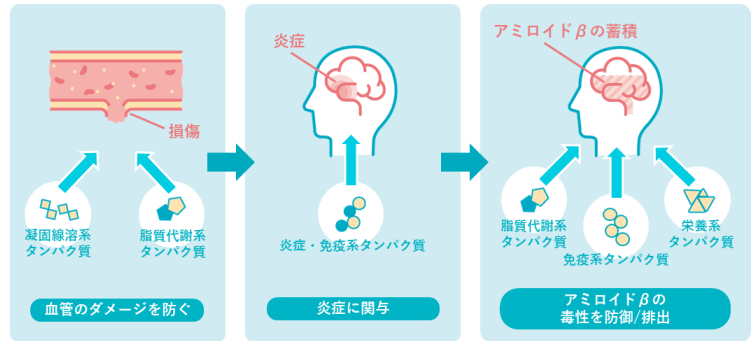 損傷
凝固線溶系
タンパク質
脂質代謝系
タンパク質
血管のダメージを防ぐ
炎症
炎症・免疫系タンパク質
炎症に関与
アミロイドβの蓄積
脂質代謝系
タンパク質
免疫系タンパク質
栄養系
タンパク質
アミロイドβの
毒性を防御/排出